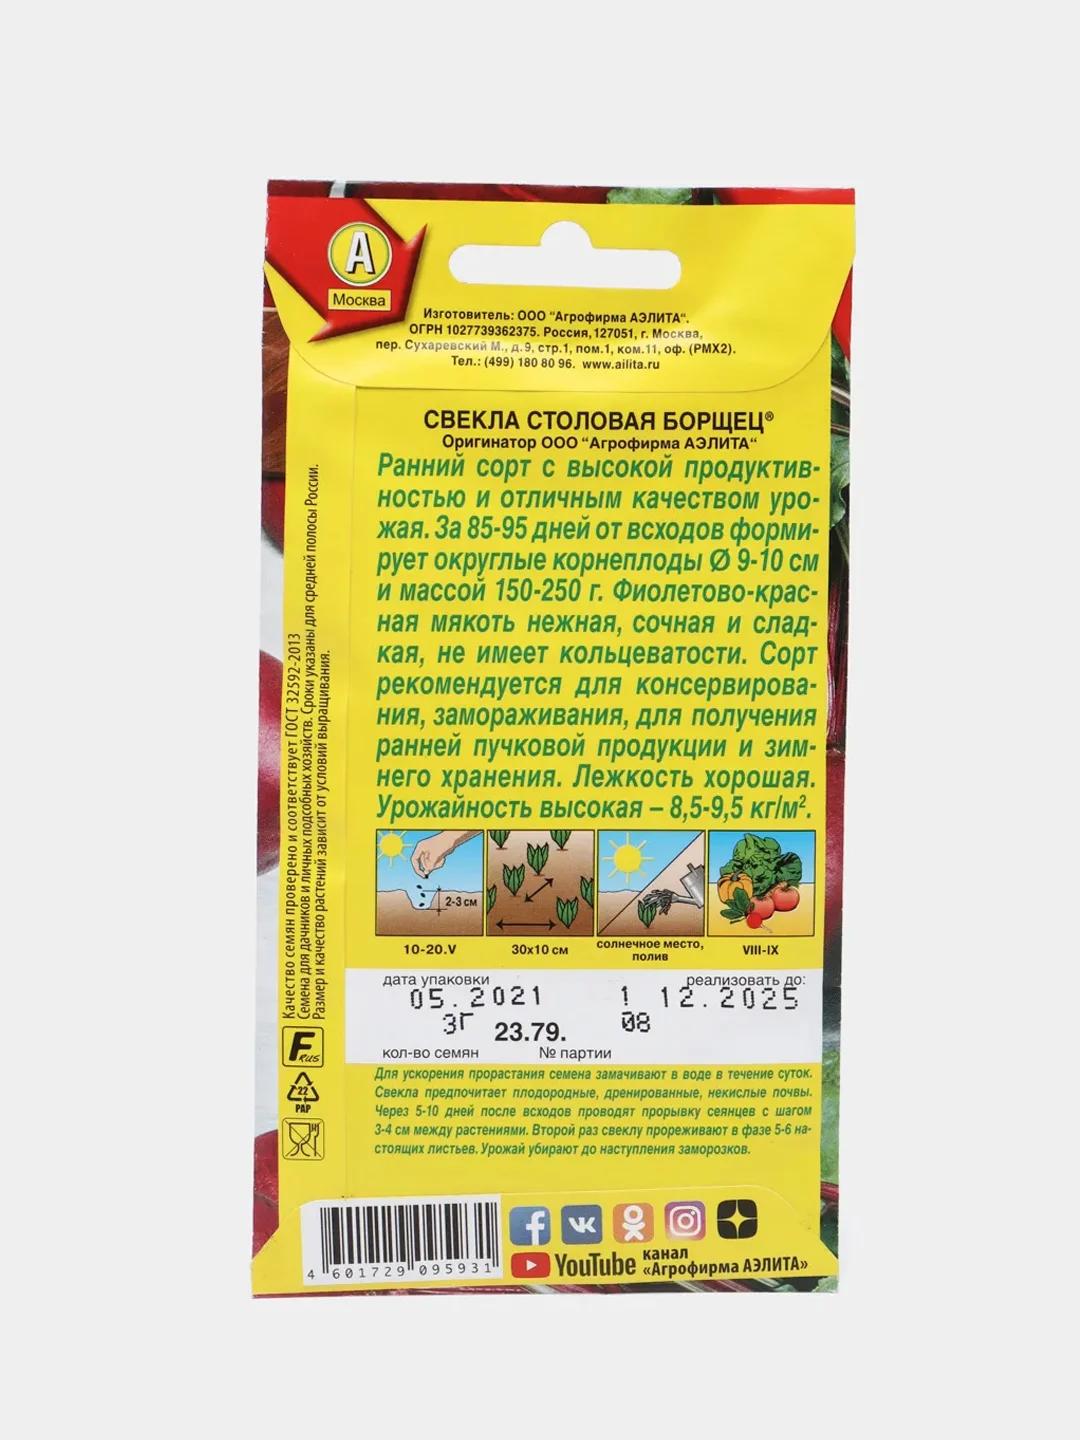 А
Москва
Изготовитель: ООО "Агрофирма АЭЛИТА".
ОГРН 1027739362375. Россия, 127051, г. Москва,
пер. Сухаревский М., д.9, стр.1, пом.1, ком.11, оф. (РМХ2).
Тел.: (499) 180 80 96. www.ailita.ru
СВЕКЛА СТОЛОВАЯ БОРЩЕЦ®
Оригинатор ООО "Агрофирма АЭЛИТА"
Ранний сорт с высокой продуктив-
ностью и отличным качеством уро-
жая. За 85-95 дней от всходов форми-
рует округлые корнеплоды Ø 9-10 см
и массой 150-250 г. Фиолетово-крас-
ная мякоть нежная, сочная и слад-
кая, не имеет кольцеватости. Сорт
рекомендуется для консервирова-
ния, замораживания, для получения
ранней пучковой продукции и зим-
него хранения. Лежкость хорошая.
Урожайность высокая – 8,5-9,5 кг/м².
2-3 см
10-20.V
30х10 см
солнечное место,
полив
VIII-IX
дата упаковки
реализовать до:
05.2021
! 12.2025
3г
23.79.
08
кол-во семян
№ партии
Для ускорения прорастания семена замачивают в воде в течение суток.
Свекла предпочитает плодородные, дренированные, некислые почвы.
Через 5-10 дней после всходов проводят прорывку сеянцев с шагом
3-4 см между растениями. Второй раз свеклу прореживают в фазе 5-6 на-
стоящих листьев. Урожай убирают до наступления заморозков.
Качество семян проверено и соответствует ГОСТ 32592-2013
Семена для дачников и личных подсобных хозяйств. Сроки указаны для средней полосы России.
Размер и качество растений зависит от условий выращивания.
F RUS
22
PAP
4 601729 095931
YouTube
канал
«Агрофирма АЭЛИТА»